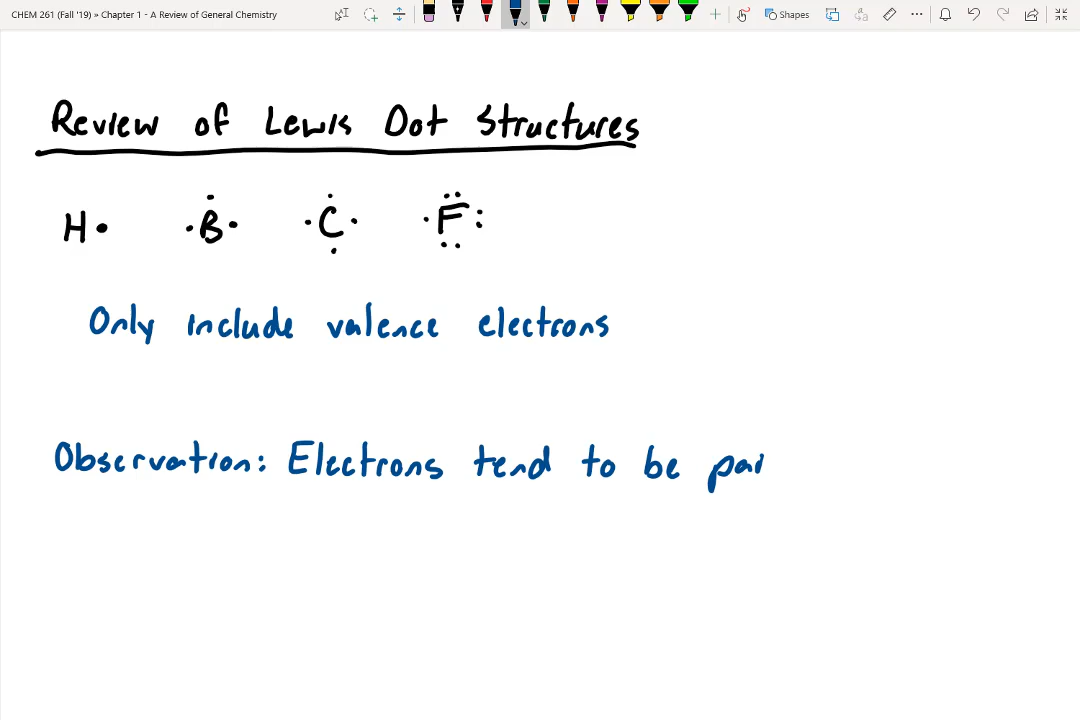 CHEM 261 (Fall '19) » Chapter 1 - A Review of General Chemistry
Shapes
Review of Lewis Dot Structures
H• ·B· ·C· ·F:
Only include valence electrons
Observation: Electrons tend to be pai